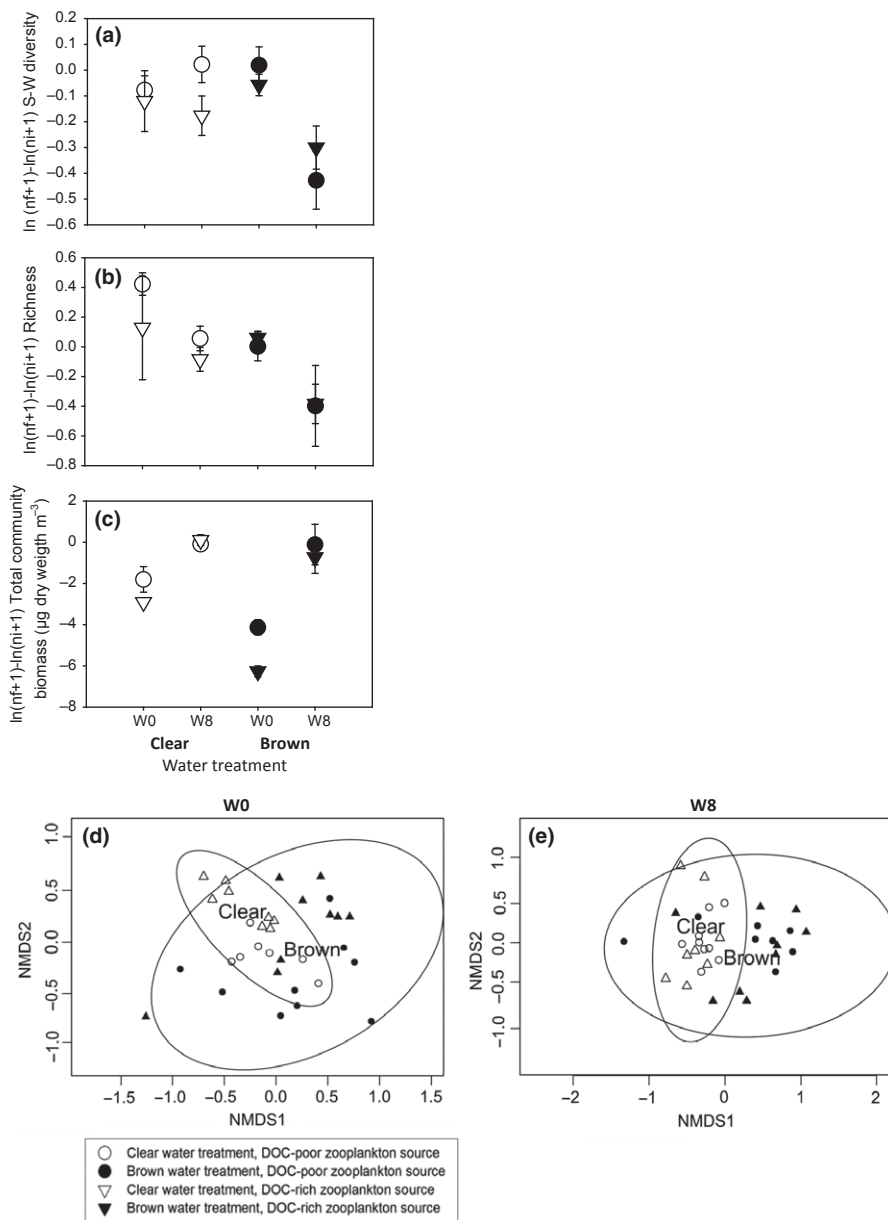 (a)
ln (nf+1)-ln(ni+1) S-W diversity
0.2
0.1
0.0
–0.1
–0.2
–0.3
–0.4
–0.5
–0.6
(b)
ln(nf+1)-ln(ni+1) Richness
0.6
0.4
0.2
0.0
–0.2
–0.4
–0.6
–0.8
(c)
ln(nf+1)-ln(ni+1) Total community
biomass (µg dry weigth m–3)
2
0
–2
–4
–6
–8
W0 W8 W0 W8
Clear Brown
Water treatment
W0
(d)
NMDS2
1.0
0.5
0.0
–0.5
–1.0
Clear
Brown
–1.5 –1.0 –0.5 0.0 0.5 1.0 1.5
NMDS1
W8
(e)
NMDS2
1.0
0.5
0.0
–0.5
–1.0
Clear
Brown
–2 –1 0 1 2
NMDS1
Clear water treatment, DOC-poor zooplankton source
Brown water treatment, DOC-poor zooplankton source
Clear water treatment, DOC-rich zooplankton source
Brown water treatment, DOC-rich zooplankton source